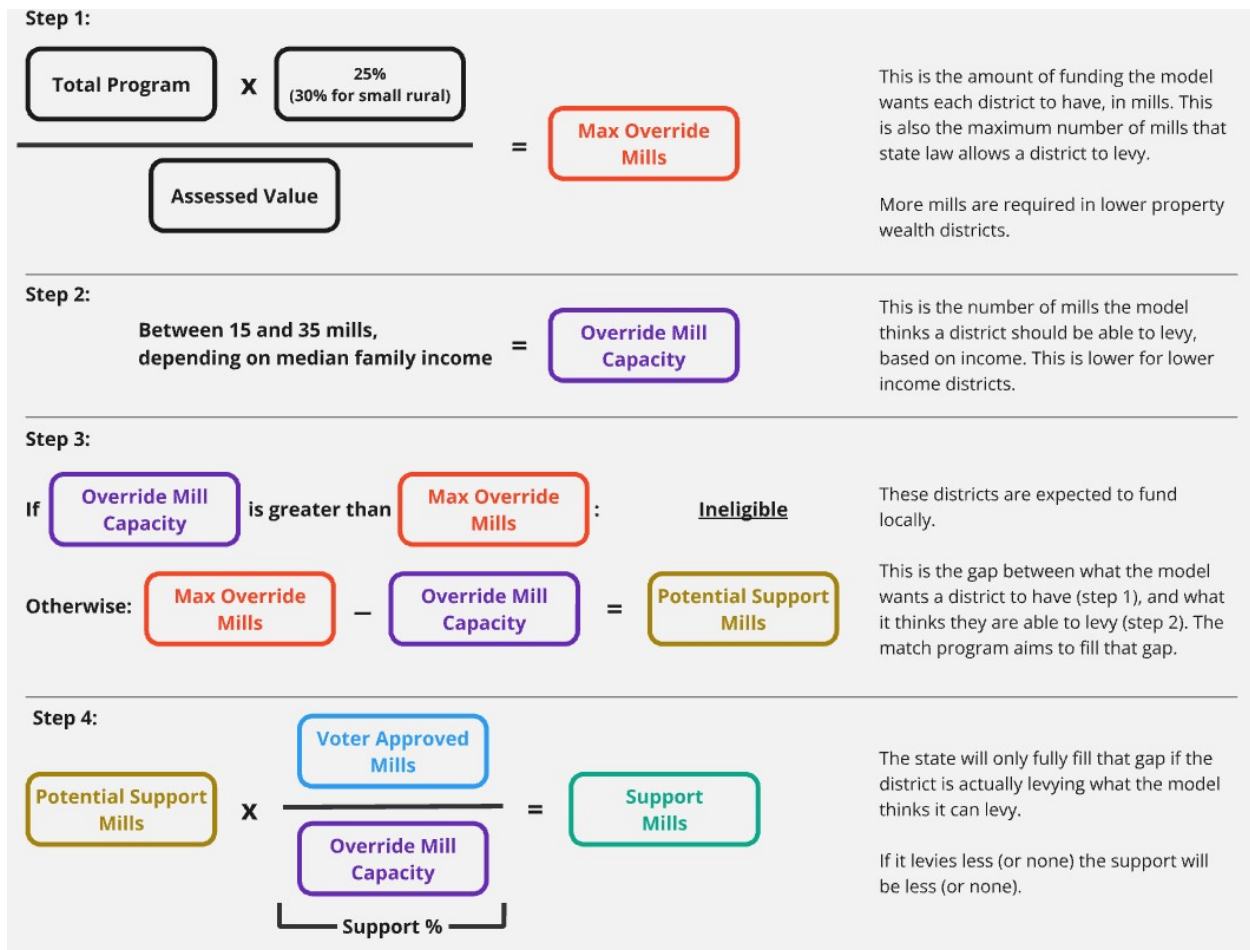 Step 1:
Total Program
X
25%
(30% for small rural)
Assessed Value
=
Max Override
Mills
This is the amount of funding the model
wants each district to have, in mills. This
is also the maximum number of mills that
state law allows a district to levy.
More mills are required in lower property
wealth districts.
Step 2:
Between 15 and 35 mills,
depending on median family income
=
Override Mill
Capacity
This is the number of mills the model
thinks a district should be able to levy,
based on income. This is lower for lower
income districts.
Step 3:
If
Override Mill
Capacity
is greater than
Max Override
Mills
:
Ineligible
These districts are expected to fund
locally.
Otherwise:
Max Override
Mills
–
Override Mill
Capacity
=
Potential Support
Mills
This is the gap between what the model
wants a district to have (step 1), and what
it thinks they are able to levy (step 2). The
match program aims to fill that gap.
Step 4:
Potential Support
Mills
X
Voter Approved
Mills
Override Mill
Capacity
Support %
=
Support
Mills
The state will only fully fill that gap if the
district is actually levying what the model
thinks it can levy.
If it levies less (or none) the support will
be less (or none).